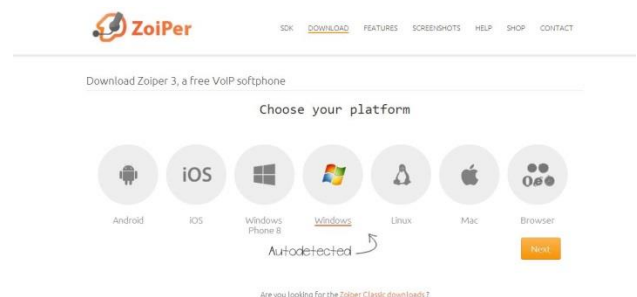 ZoiPer
SDK DOWNLOAD FEATURES SCREENSHOTS HELP SHOP CONTACT
Download Zoiper 3, a free VoIP softphone
Choose your platform
iOS
Android iOS Windows Phone 8 Windows Linux Mac Browser
Autodetected
Next
Are you looking for the Zoiper Classic downloads ?